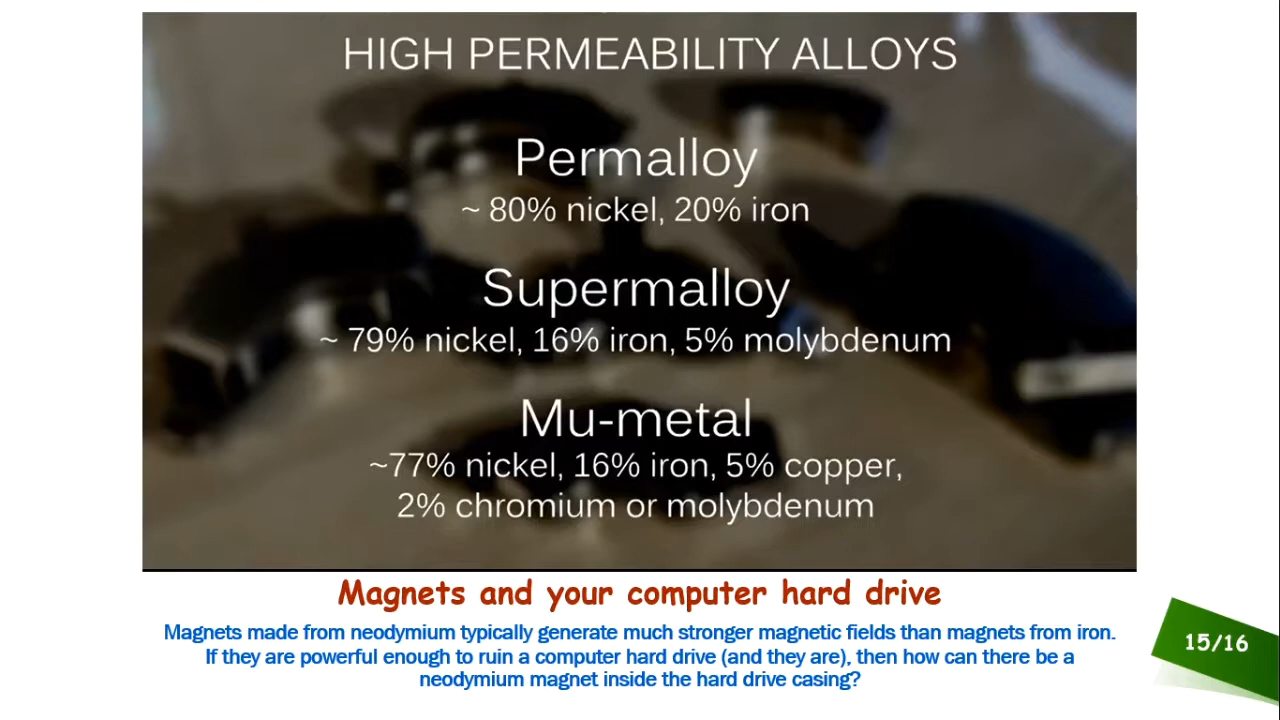 HIGH PERMEABILITY ALLOYS
Permalloy
~ 80% nickel, 20% iron
Supermalloy
~ 79% nickel, 16% iron, 5% molybdenum
Mu-metal
~77% nickel, 16% iron, 5% copper,
2% chromium or molybdenum
Magnets and your computer hard drive
Magnets made from neodymium typically generate much stronger magnetic fields than magnets from iron.
If they are powerful enough to ruin a computer hard drive (and they are), then how can there be a
neodymium magnet inside the hard drive casing?
15/16